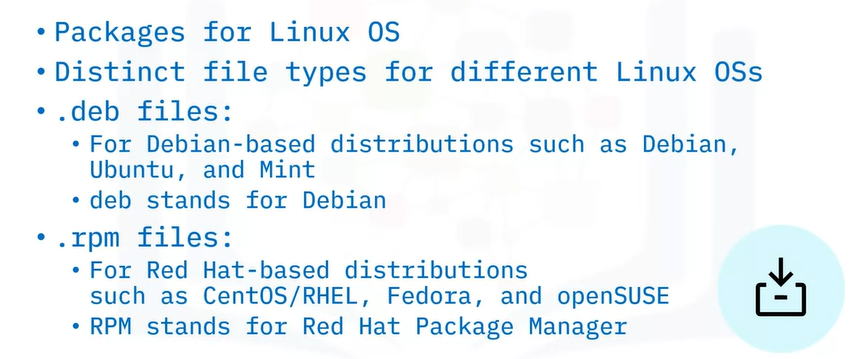 • Packages for Linux OS
• Distinct file types for different Linux OSs
• .deb files:
• For Debian-based distributions such as Debian,
Ubuntu, and Mint
• deb stands for Debian
• .rpm files:
• For Red Hat-based distributions
such as CentOS/RHEL, Fedora, and openSUSE
• RPM stands for Red Hat Package Manager